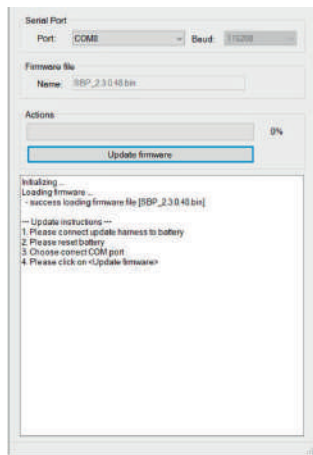 Serial Port
Port: COM8 Baud: 115200
Firmware file
Name: SBP_2.3.0.48.bin
Actions
0%
Update firmware
Initializing ...
Loading firmware ...
- success loading firmware file [SBP_2.3.0.48.bin]
--- Update instructions ---
1. Please connect update harness to battery
2. Please reset battery
3. Choose correct COM port
4. Please click on <Update firmware>